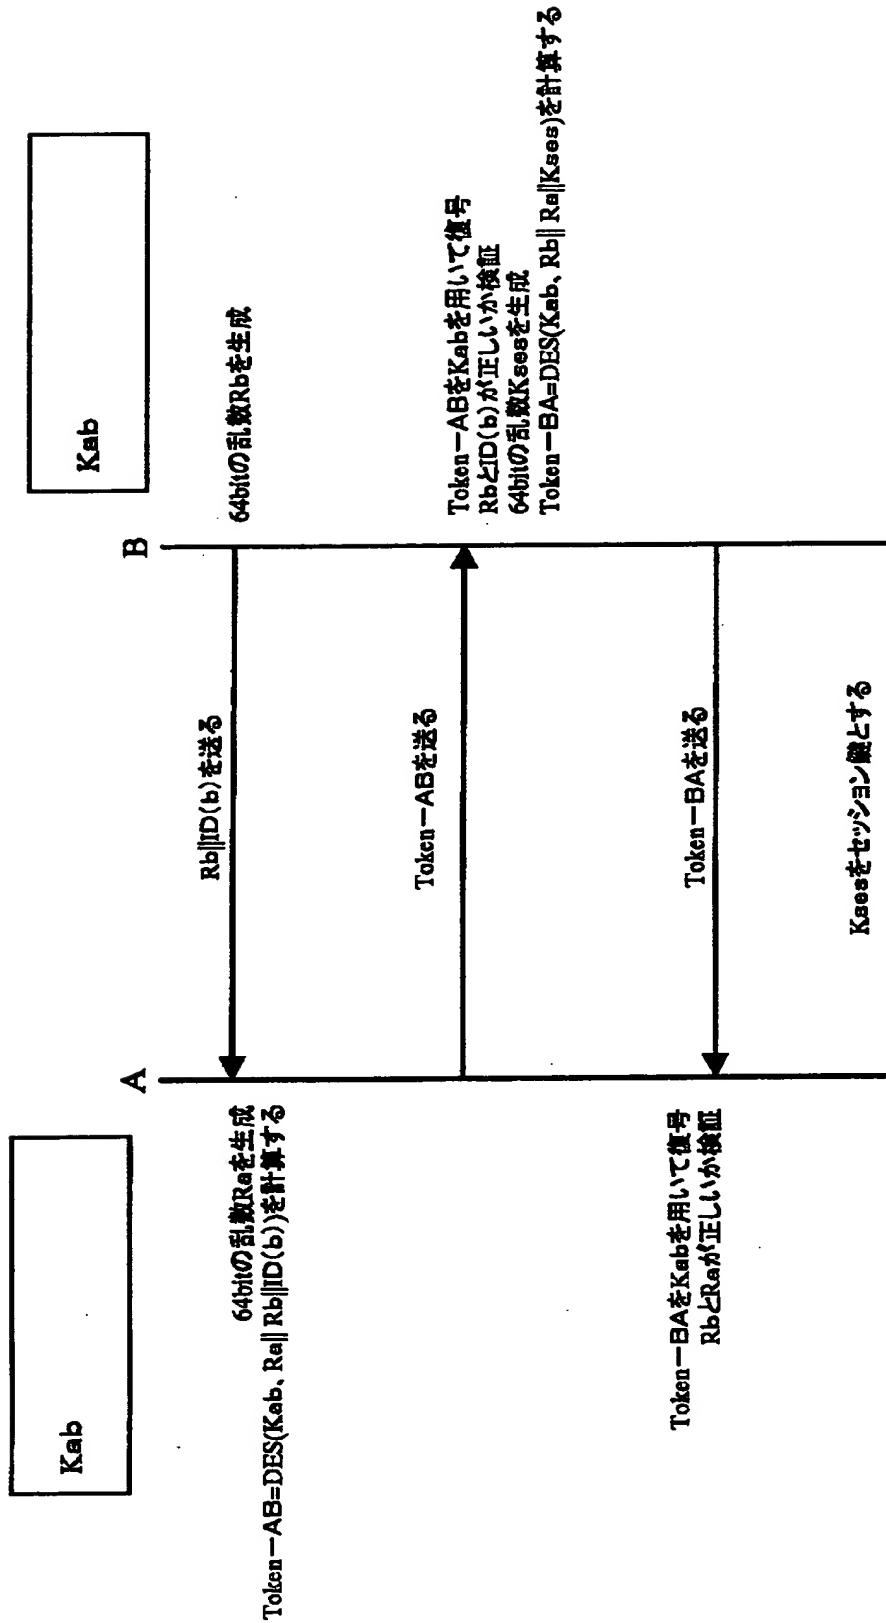 Kab
Kab
A
B
64bitの乱数Rbを生成
Rb||ID(b)を送る
64bitの乱数Raを生成
Token-AB=DES(Kab、Ra||Rb||ID(b))を計算する
Token-ABを送る
Token-ABをKabを用いて復号
RbとID(b)が正しいか検証
64bitの乱数Ksesを生成
Token-BA=DES(Kab、Rb||Ra||Kses)を計算する
Token-BAを送る
Token-BAをKabを用いて復号
RbとRaが正しいか検証
Ksesをセッション鍵とする